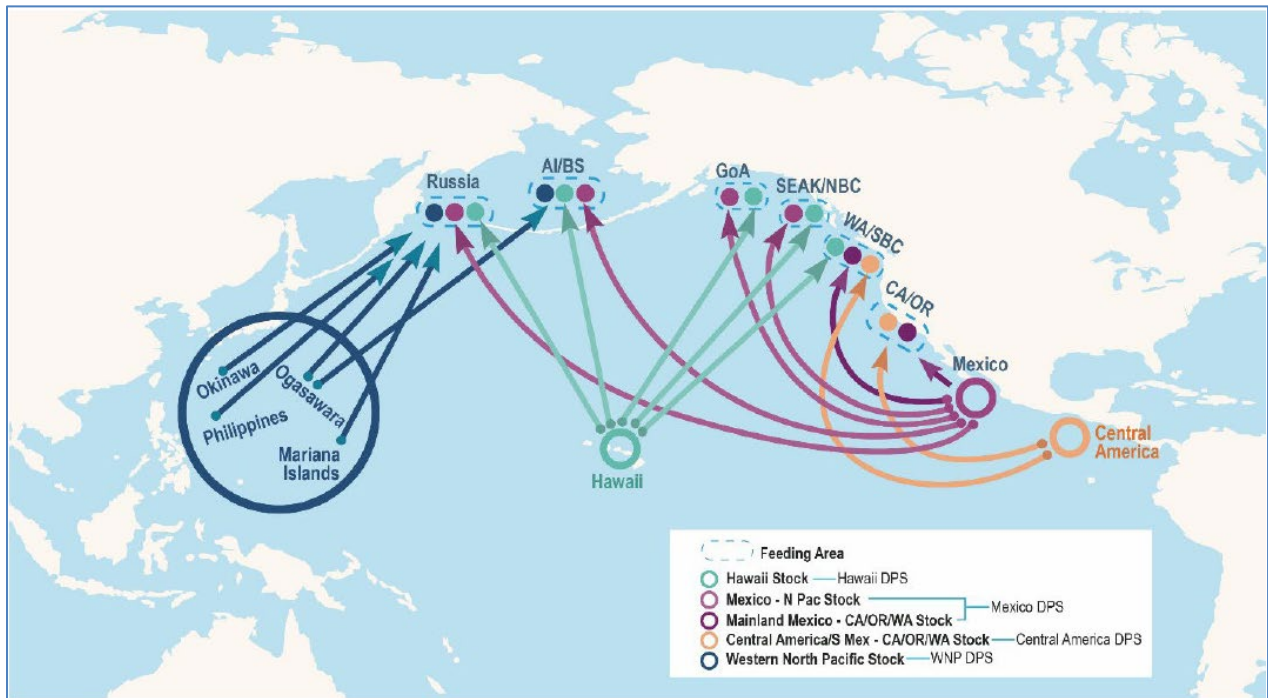 Russia
AI/BS
GoA
SEAK/NBC
WA/SBC
CA/OR
Mexico
Central
America
Hawaii
Okinawa
Ogasawara
Philippines
Mariana
Islands
Feeding Area
Hawaii Stock — Hawaii DPS
Mexico - N Pac Stock
Mexico DPS
Mainland Mexico - CA/OR/WA Stock
Central America/S Mex - CA/OR/WA Stock — Central America DPS
Western North Pacific Stock — WNP DPS